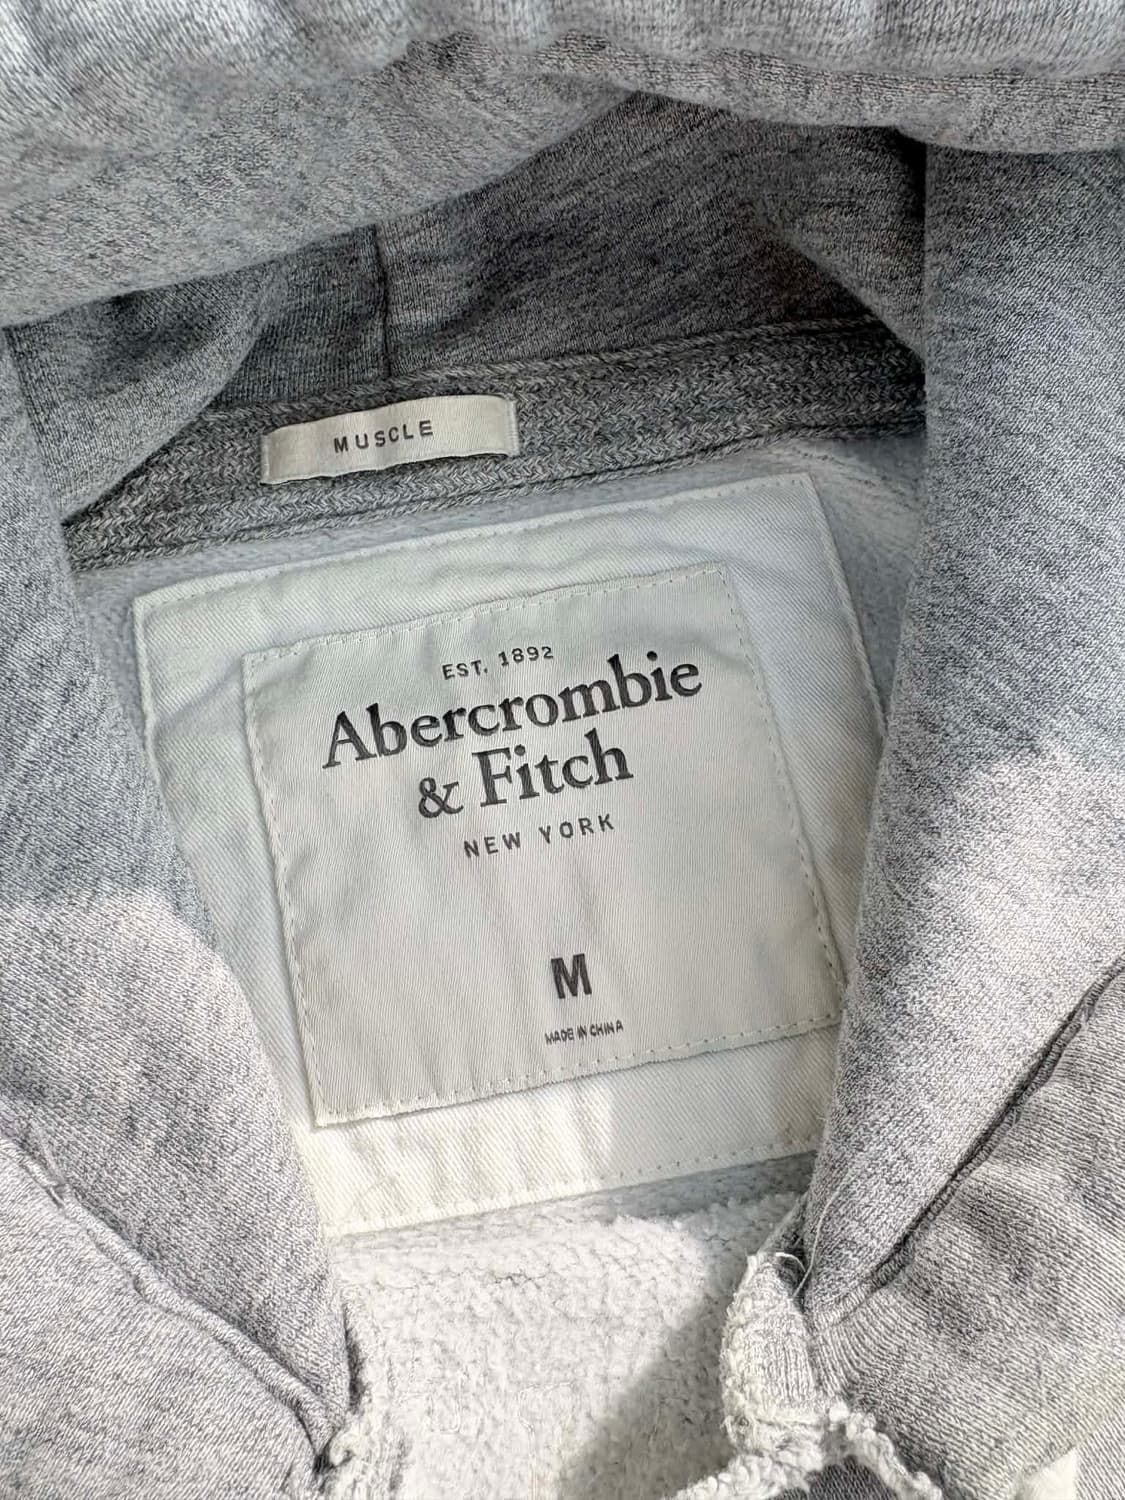 MUSCLE
EST. 1892
Abercrombie
& Fitch
NEW YORK
M
MADE IN CHINA